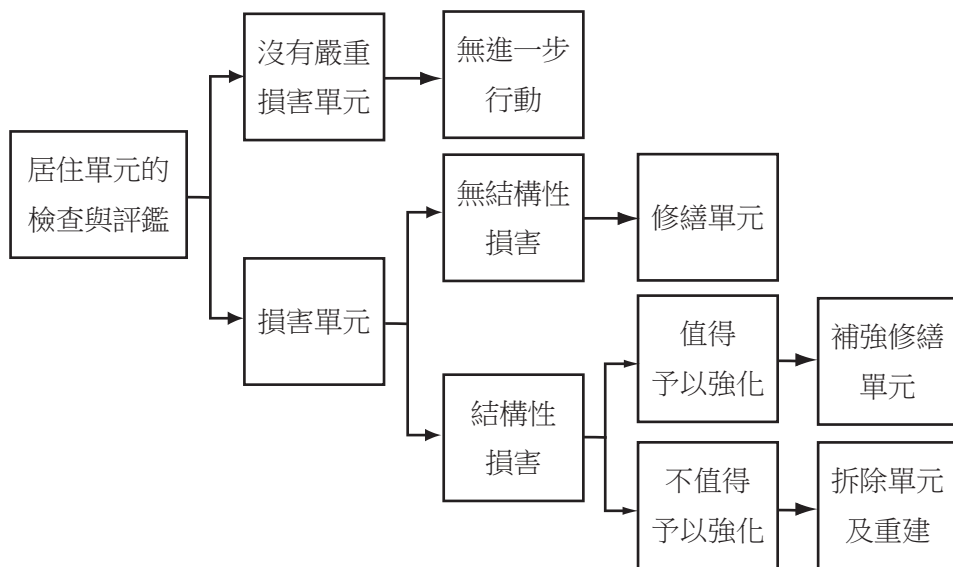 沒有嚴重
損害單元
無進一步
行動
居住單元的
檢查與評鑑
無結構性
損害
修繕單元
損害單元
值得
予以強化
補強修繕
單元
結構性
損害
不值得
予以強化
拆除單元
及重建